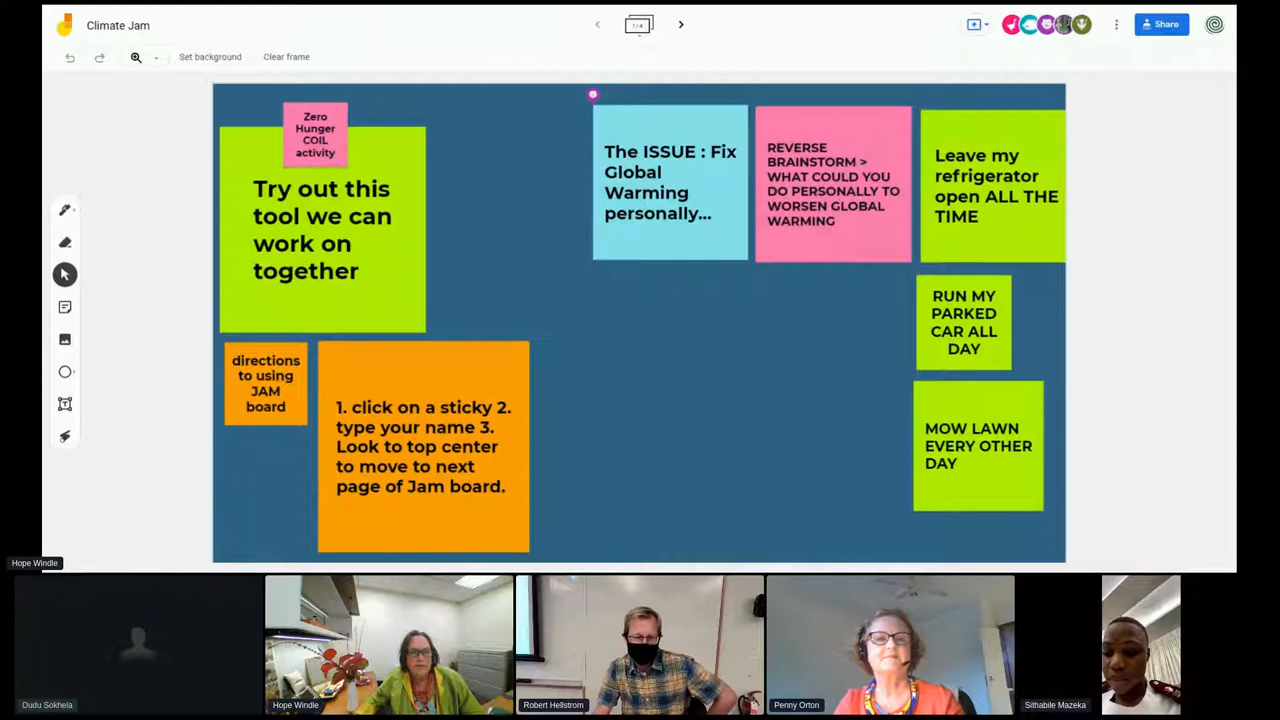 Climate Jam
1/4
Share
Set background
Clear frame
Zero
Hunger
COIL
activity
Try out this
tool we can
work on
together
directions
to using
JAM
board
1. click on a sticky 2.
type your name 3.
Look to top center
to move to next
page of Jam board.
The ISSUE : Fix
Global
Warming
personally...
REVERSE
BRAINSTORM >
WHAT COULD YOU
DO PERSONALLY TO
WORSEN GLOBAL
WARMING
Leave my
refrigerator
open ALL THE
TIME
RUN MY
PARKED
CAR ALL
DAY
MOW LAWN
EVERY OTHER
DAY
Hope Windle
Dudu Sokhela
Hope Windle
Robert Hellstrom
Penny Orton
Sithabile Mazeka